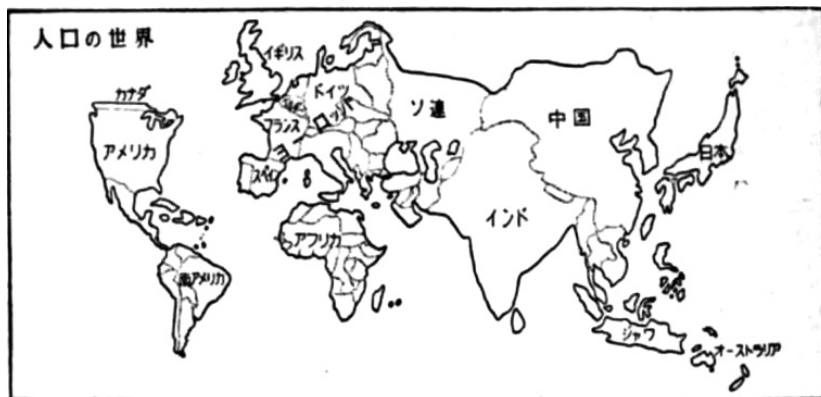 人口の世界
イギリス
カナダ
ドイツ
ソ連
中国
フランス
アメリカ
日本
スペイン
インド
アフリカ
南アメリカ
ジャワ
オーストラリア